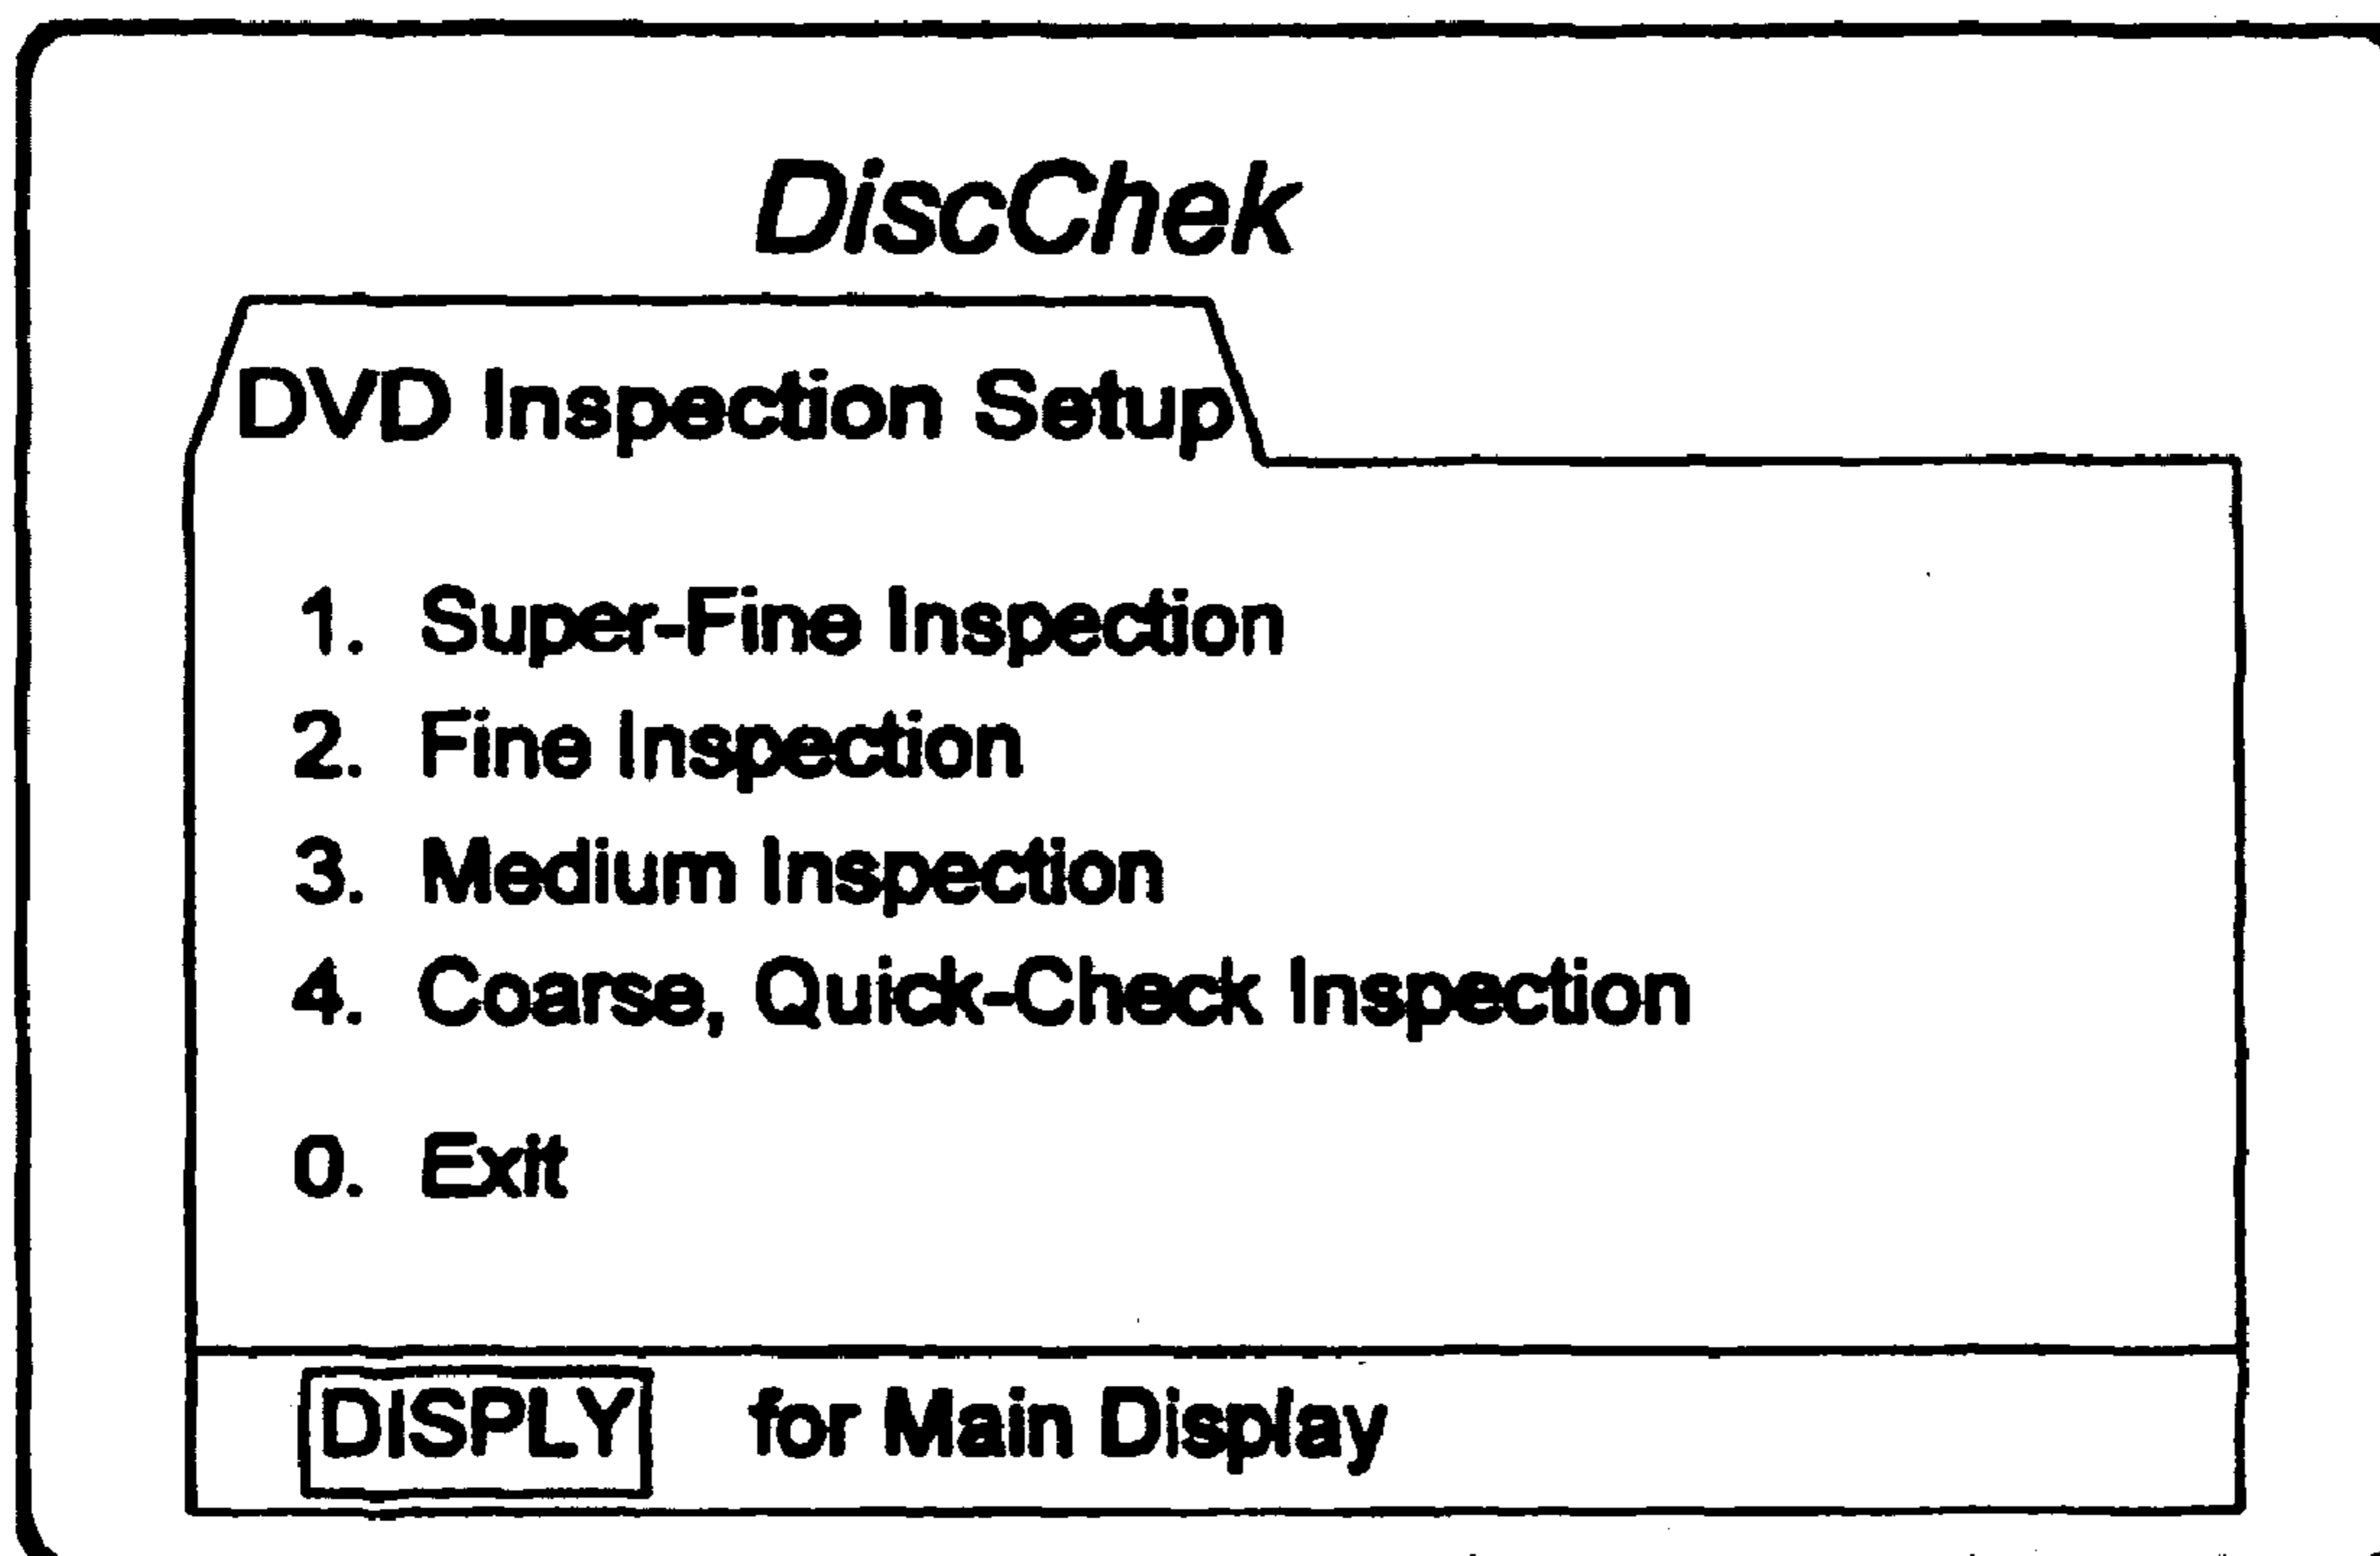 DiscChek
DVD Inspection Setup
1. Super-Fine Inspection
2. Fine Inspection
3. Medium Inspection
4. Coarse, Quick-Check Inspection
0. Exit
DISPLY for Main Display